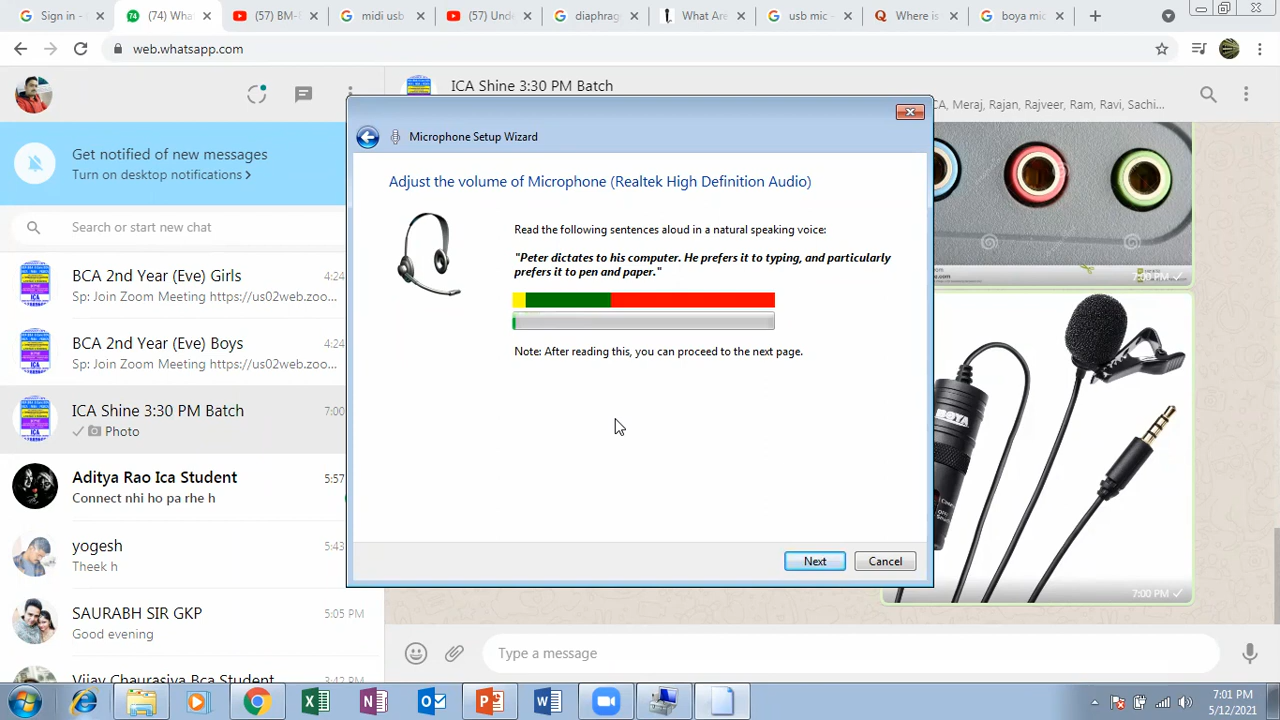 Sign in -
(74) Wha
(57) BM-
midi usb
(57) Und
diaphrag
What Are
usb mic
Where is
boya mi
web.whatsapp.com
ICA Shine 3:30 PM Batch
CA, Meraj, Rajan, Rajveer, Ram, Ravi, Sachi...
Get notified of new messages
Turn on desktop notifications >
Search or start new chat
BCA 2nd Year (Eve) Girls
4:24
Sp: Join Zoom Meeting https://us02web.zoo...
BCA 2nd Year (Eve) Boys
4:24
Sp: Join Zoom Meeting https://us02web.zoo...
ICA Shine 3:30 PM Batch
7:00
Photo
Aditya Rao Ica Student
5:57
Connect nhi ho pa rhe h
yogesh
5:43
Theek h
SAURABH SIR GKP
5:05 PM
Good evening
Vijay Chaurasiya Bca Student
3:42 PM
Microphone Setup Wizard
Adjust the volume of Microphone (Realtek High Definition Audio)
Read the following sentences aloud in a natural speaking voice:
"Peter dictates to his computer. He prefers it to typing, and particularly
prefers it to pen and paper."
Note: After reading this, you can proceed to the next page.
Next
Cancel
dreamstime
BOYA
7:00 PM
Type a message
7:01 PM
5/12/2021